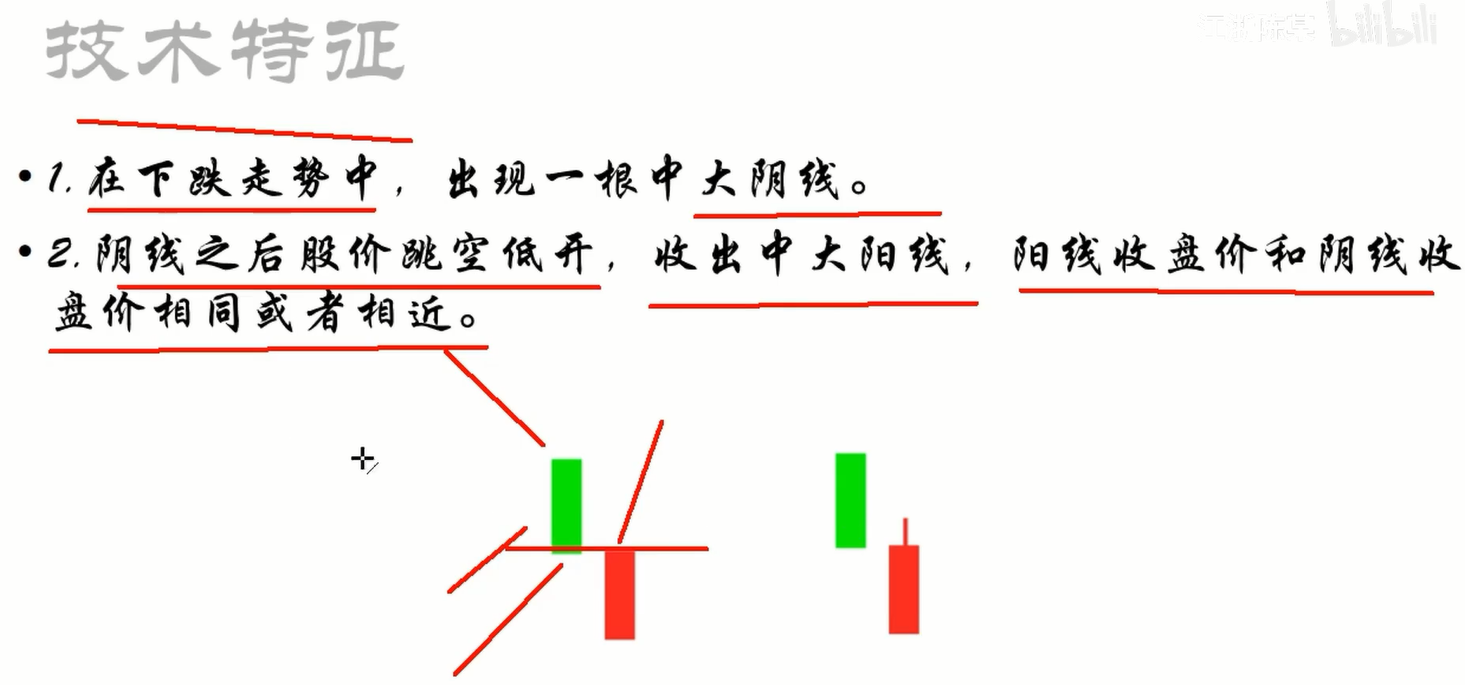 技术特征
bilibili
• 1.在下跌走势中，出现一根中大阴线。
• 2.阴线之后股价跳空低开，收出中大阳线，阳线收盘价和阴线收
盘价相同或者相近。